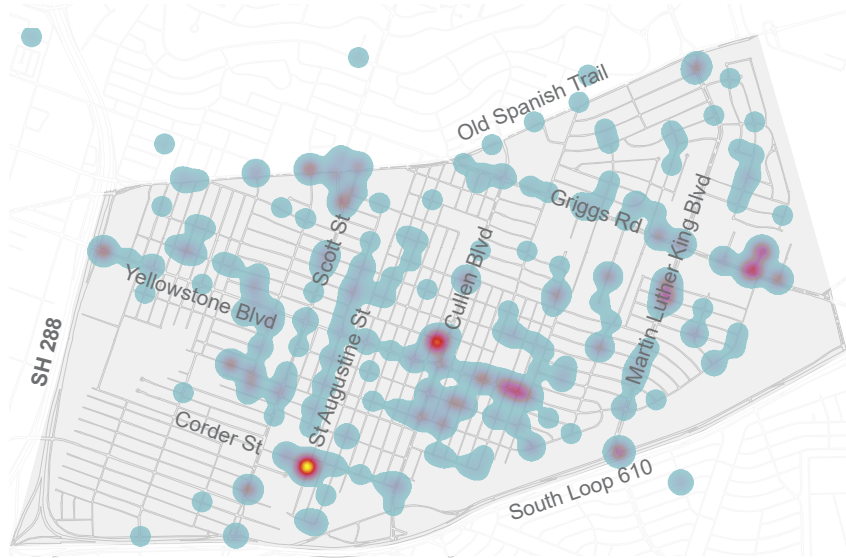 Old Spanish Trail
Griggs Rd
Scott St
Martin Luther King Blvd
Cullen Blvd
Yellowstone Blvd
SH 288
St Augustine St
Corder St
South Loop 610